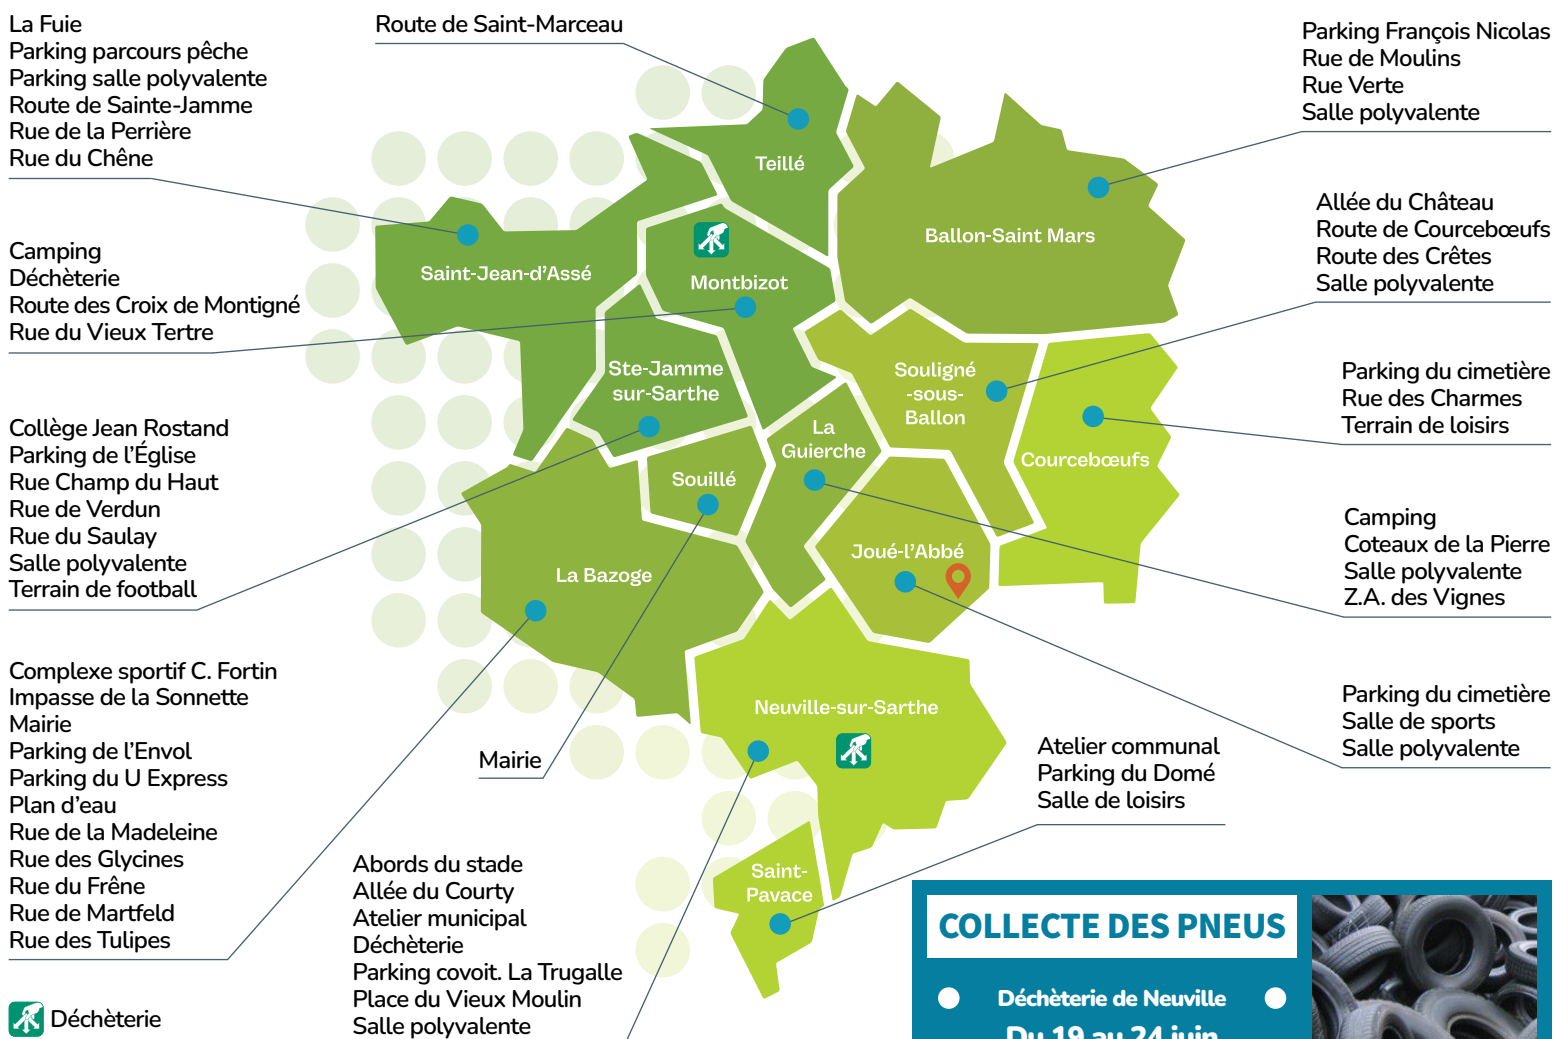 La Fuie
Parking parcours pêche
Parking salle polyvalente
Route de Sainte-Jamme
Rue de la Perrière
Rue du Chêne
Route de Saint-Marceau
Parking François Nicolas
Rue de Moulins
Rue Verte
Salle polyvalente
Allée du Château
Route de Courcebœufs
Route des Crêtes
Salle polyvalente
Camping
Déchèterie
Route des Croix de Montigné
Rue du Vieux Tertre
Parking du cimetière
Rue des Charmes
Terrain de loisirs
Collège Jean Rostand
Parking de l'Église
Rue Champ du Haut
Rue de Verdun
Rue du Saulay
Salle polyvalente
Terrain de football
Camping
Coteaux de la Pierre
Salle polyvalente
Z.A. des Vignes
Complexe sportif C. Fortin
Impasse de la Sonnette
Mairie
Parking de l'Envol
Parking du U Express
Plan d'eau
Rue de la Madeleine
Rue des Glycines
Rue du Frêne
Rue de Martfeld
Rue des Tulipes
Parking du cimetière
Salle de sports
Salle polyvalente
Mairie
Atelier communal
Parking du Domé
Salle de loisirs
Abords du stade
Allée du Courty
Atelier municipal
Déchèterie
Parking covoit. La Trugalle
Place du Vieux Moulin
Salle polyvalente
Teillé
Ballon-Saint Mars
Saint-Jean-d'Assé
Montbizot
Ste-Jamme
sur-Sarthe
Souligné
-sous-
Ballon
La
Guierche
Courcebœufs
Souillé
Joué-l'Abbé
La Bazoge
Neuville-sur-Sarthe
Saint-
Pavace
Déchèterie
COLLECTE DES PNEUS
Déchèterie de Neuville
Du 19 au 24 juin